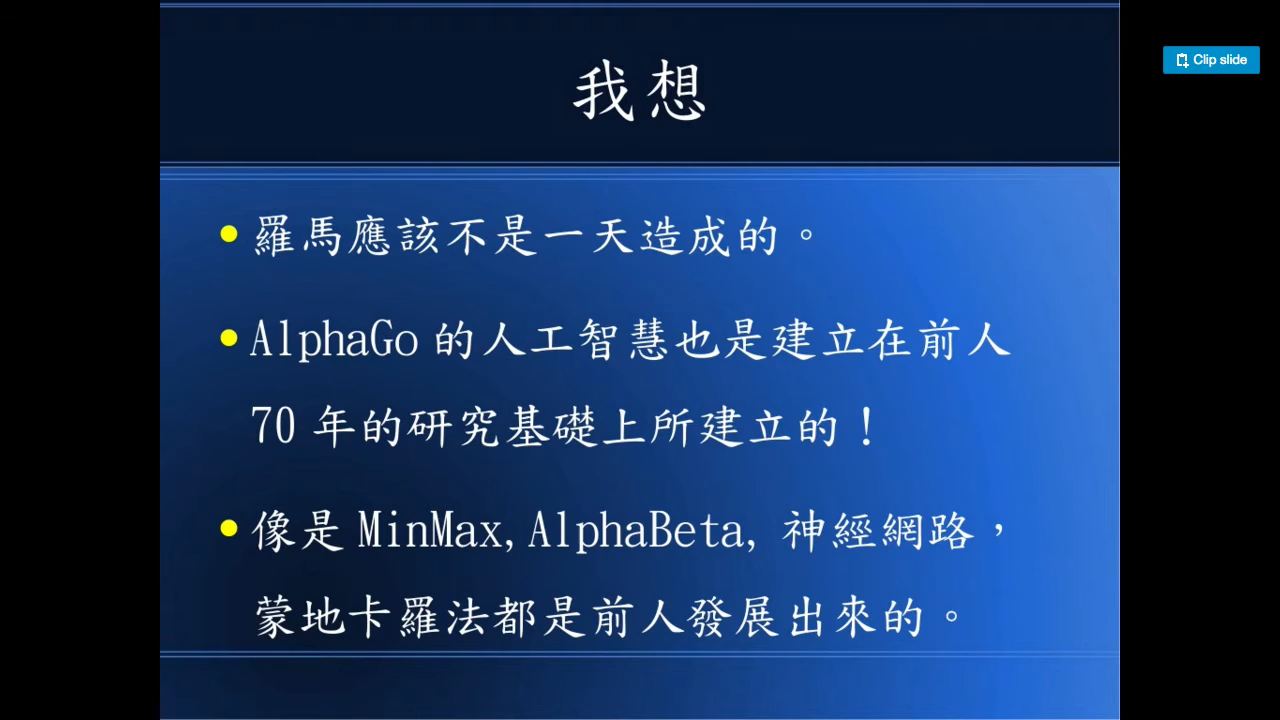 我想
Clip slide
羅馬應該不是一天造成的。
AlphaGo 的人工智慧也是建立在前人
70 年的研究基礎上所建立的！
像是 MinMax, AlphaBeta, 神經網路，
蒙地卡羅法都是前人發展出來的。